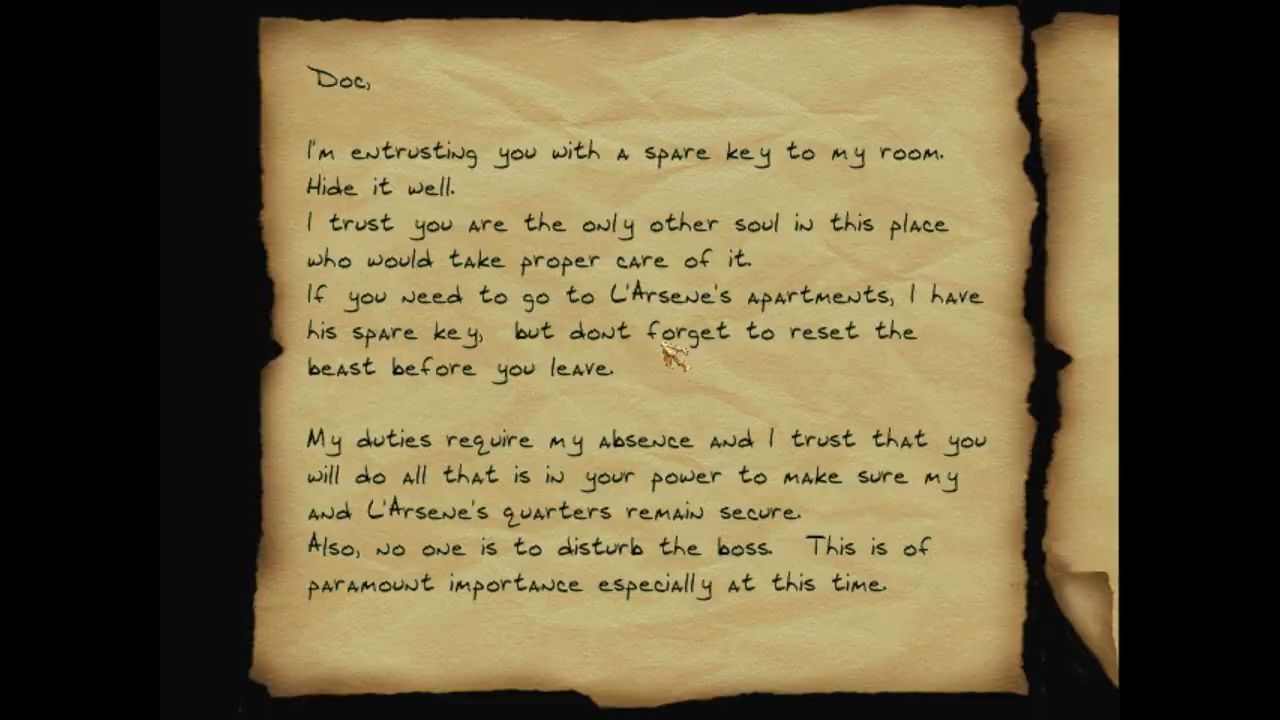 Doc,
I'm entrusting you with a spare key to my room.
Hide it well.
I trust you are the only other soul in this place
who would take proper care of it.
If you need to go to L'Arsene's apartments, I have
his spare key,  but dont forget to reset the
beast before you leave.
My duties require my absence and I trust that you
will do all that is in your power to make sure my
and L'Arsene's quarters remain secure.
Also, no one is to disturb the boss.  This is of
paramount importance especially at this time.